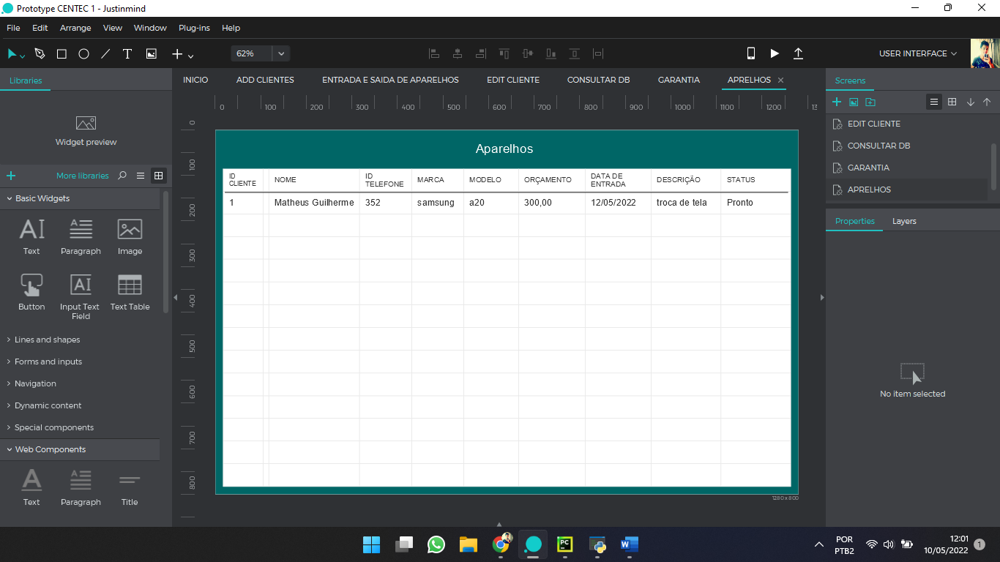 Prototype CENTEC 1 - Justinmind
File Edit Arrange View Window Plug-ins Help
62%
USER INTERFACE
Libraries
INICIO ADD CLIENTES ENTRADA E SAIDA DE APARELHOS EDIT CLIENTE CONSULTAR DB GARANTIA APRELHOS
Screens
0 100 200 300 400 500 600 700 800 900 1000 1100 1200
Widget preview
More libraries
Basic Widgets
Text Paragraph Image
Button Input Text Field Text Table
Lines and shapes
Forms and inputs
Navigation
Dynamic content
Special components
Web Components
Text Paragraph Title
0
100
200
300
400
500
600
700
800
Aparelhos
ID CLIENTE NOME ID TELEFONE MARCA MODELO ORÇAMENTO DATA DE ENTRADA DESCRIÇÃO STATUS
1 Matheus Guilherme 352 samsung a20 300,00 12/05/2022 troca de tela Pronto
1280 x 800
EDIT CLIENTE
CONSULTAR DB
GARANTIA
APRELHOS
Properties Layers
No item selected
PC
W
POR
PTB2
12:01
10/05/2022
1